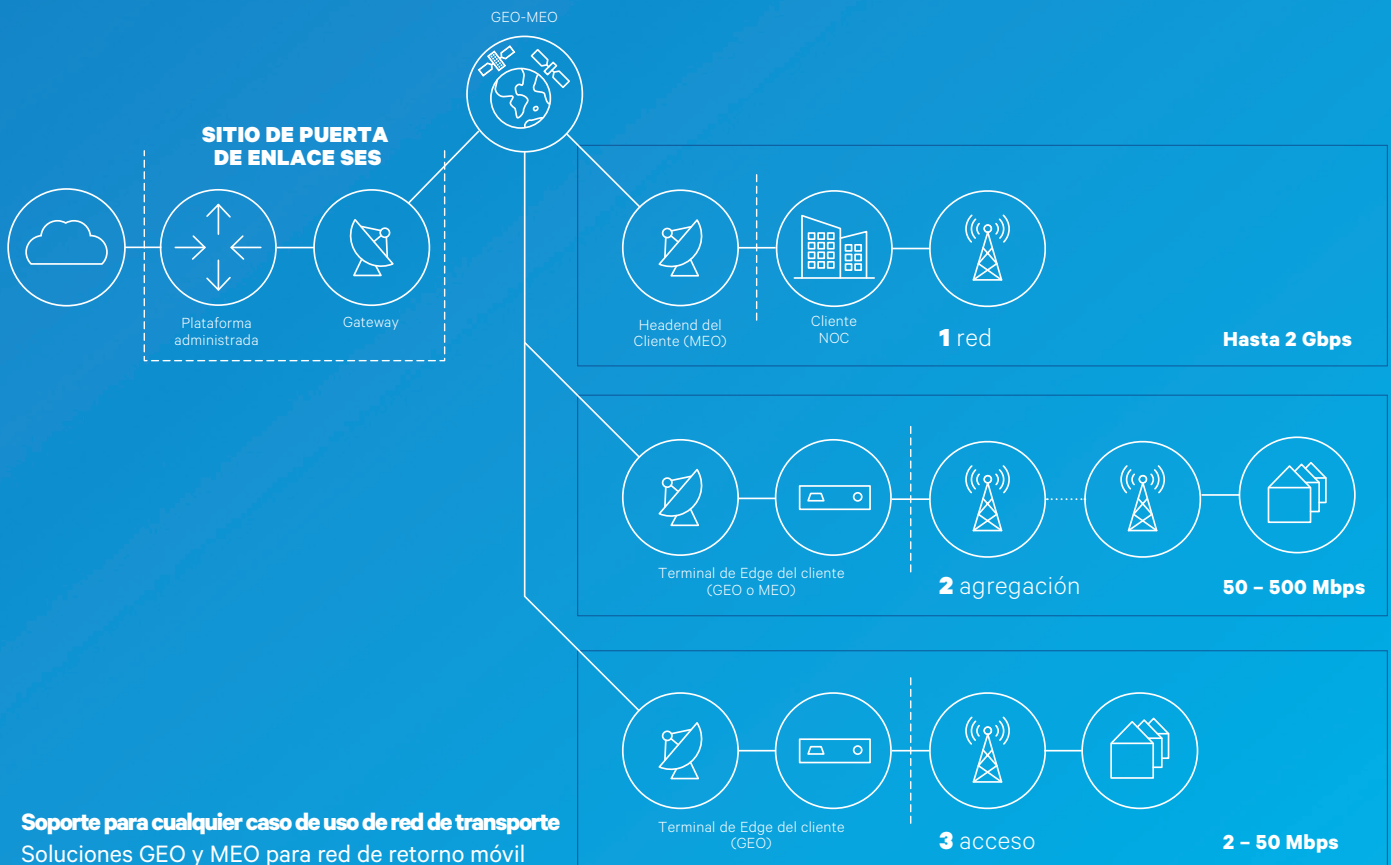 GEO-MEO
SITIO DE PUERTA
DE ENLACE SES
Plataforma
administrada
Gateway
Headend del
Cliente (MEO)
Cliente
NOC
1 red
Hasta 2 Gbps
Terminal de Edge del cliente
(GEO o MEO)
2 agregación
50 – 500 Mbps
Terminal de Edge del cliente
(GEO)
3 acceso
2 – 50 Mbps
Soporte para cualquier caso de uso de red de transporte
Soluciones GEO y MEO para red de retorno móvil